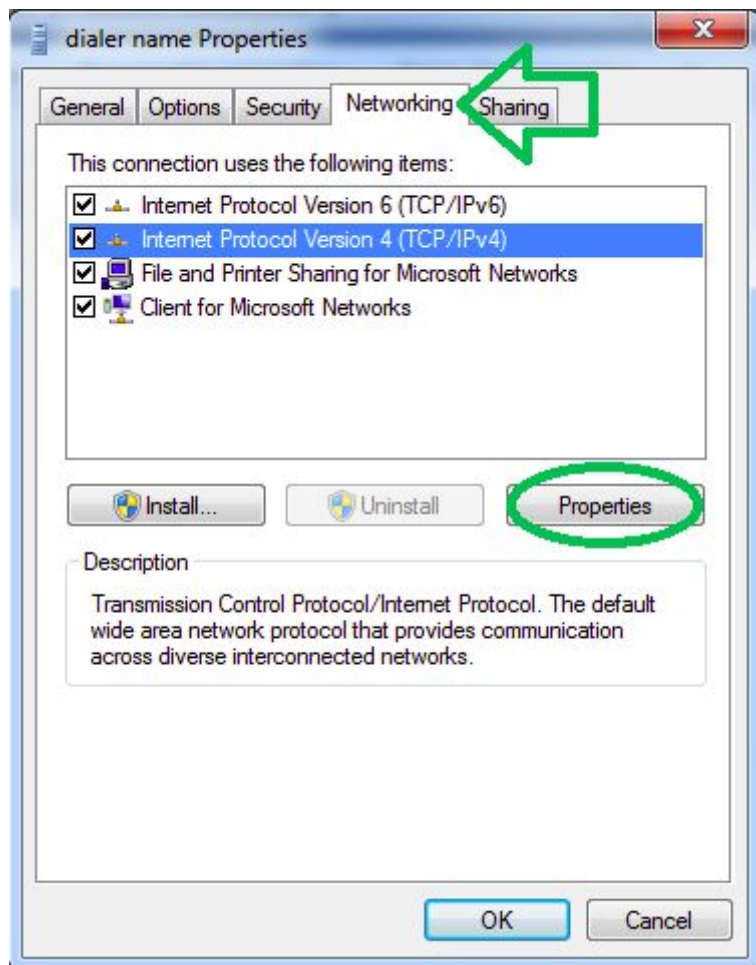 dialer name Properties
General Options Security Networking Sharing
This connection uses the following items:
Internet Protocol Version 6 (TCP/IPv6)
Internet Protocol Version 4 (TCP/IPv4)
File and Printer Sharing for Microsoft Networks
Client for Microsoft Networks
Install... Uninstall Properties
Description
Transmission Control Protocol/Internet Protocol. The default
wide area network protocol that provides communication
across diverse interconnected networks.
OK Cancel